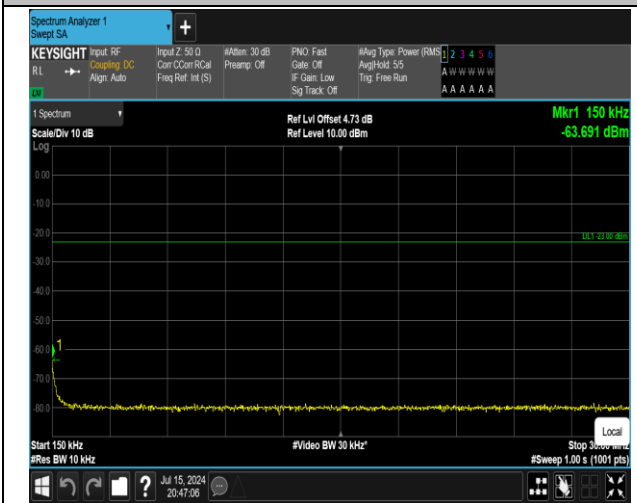 Spectrum Analyzer 1
Swept SA
+
KEYSIGHT Input: RF Input Z: 50 Ω #Atten: 30 dB PNO: Fast #Avg Type: Power (RMS 1 2 3 4 5 6
RL Coupling: DC Corr CCorr RCal Preamp: Off Gate: Off Avg|Hold: 5/5 A W W W W W
Align: Auto Freq Ref: Int (S) IF Gain: Low Trig: Free Run
Sig Track: Off A A A A A A
1 Spectrum Ref Lvl Offset 4.73 dB Mkr1 150 kHz
Scale/Div 10 dB Ref Level 10.00 dBm -63.691 dBm
Log
0.00
-10.0
-20.0
DL1 -23.00 dBm
-30.0
-40.0
-50.0
-60.0
1
-70.0
-80.0
Local
Start 150 kHz #Video BW 30 kHz* Stop
#Res BW 10 kHz #Sweep 1.00 s (1001 pts)
? Jul 15, 2024
20:47:06